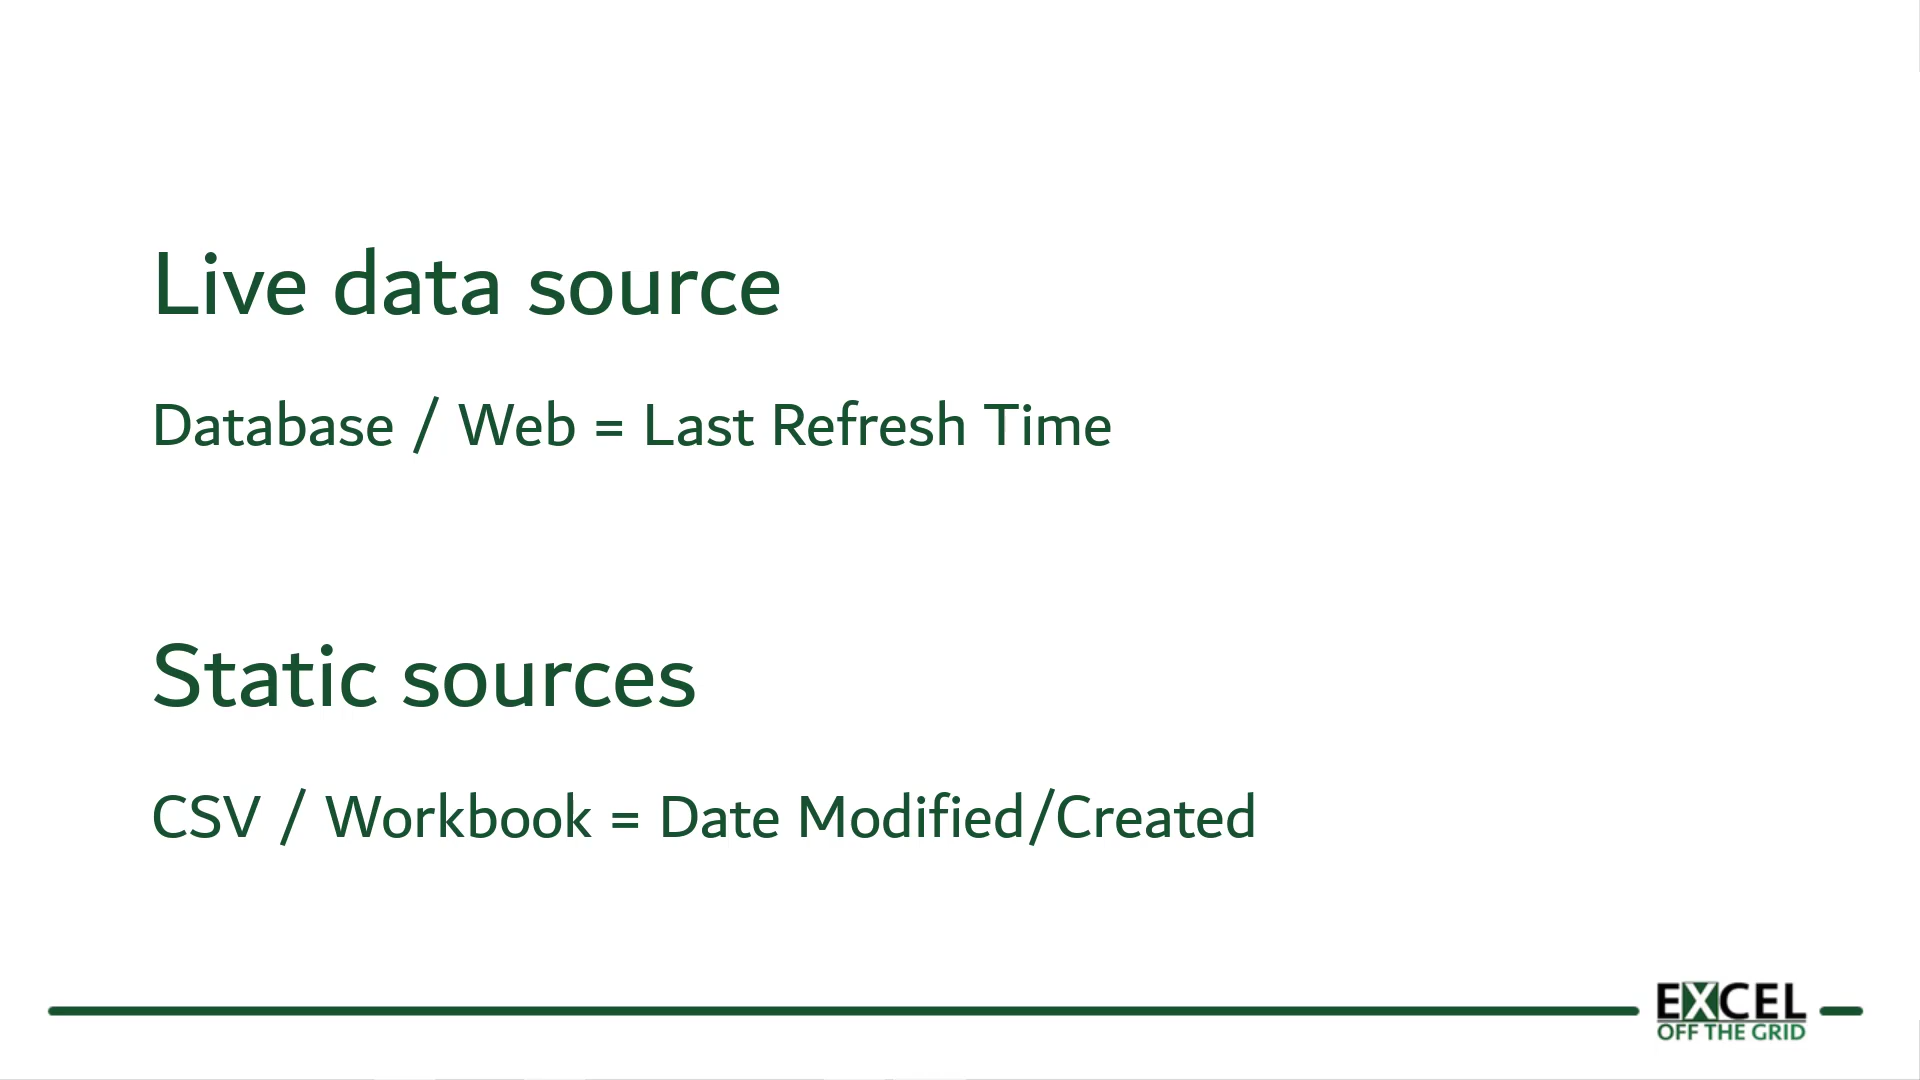 Live data source
Database / Web = Last Refresh Time
Static sources
CSV / Workbook = Date Modified/Created
EXCEL
OFF THE GRID